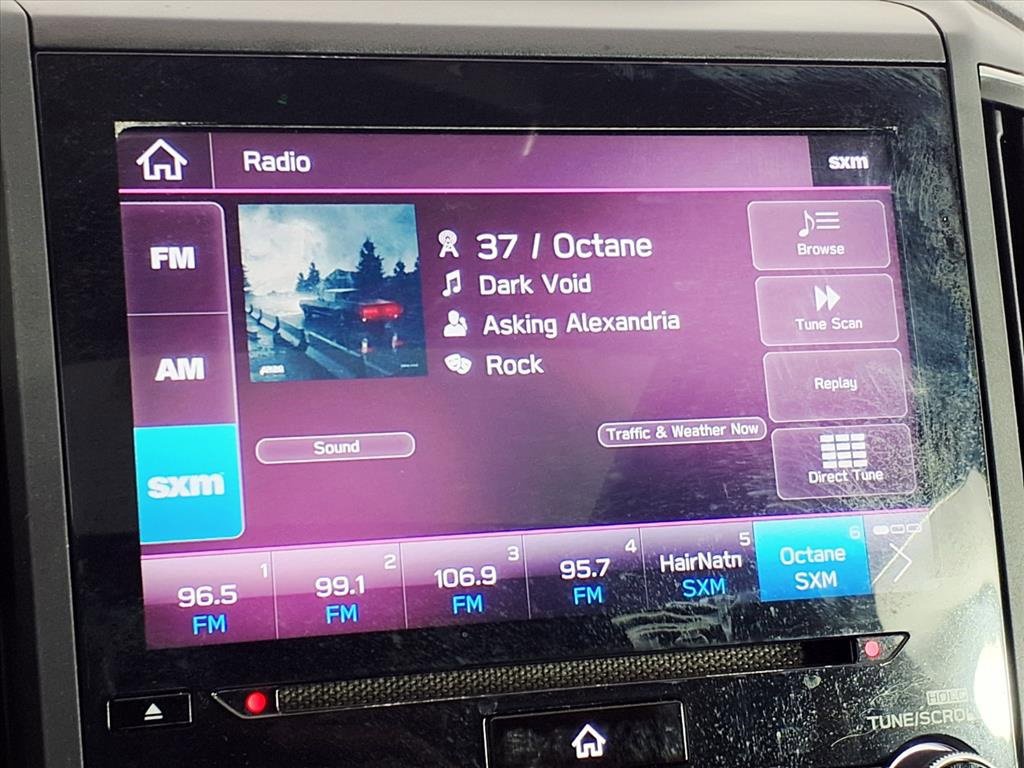 Radio
sxm
FM
AM
sxm
37 / Octane
Dark Void
Asking Alexandria
Rock
Browse
Tune Scan
Replay
Direct Tune
Sound
Traffic & Weather Now
1
96.5
FM
2
99.1
FM
3
106.9
FM
4
95.7
FM
5
HairNatn
SXM
6
Octane
SXM
HOLD
TUNE/SCROL